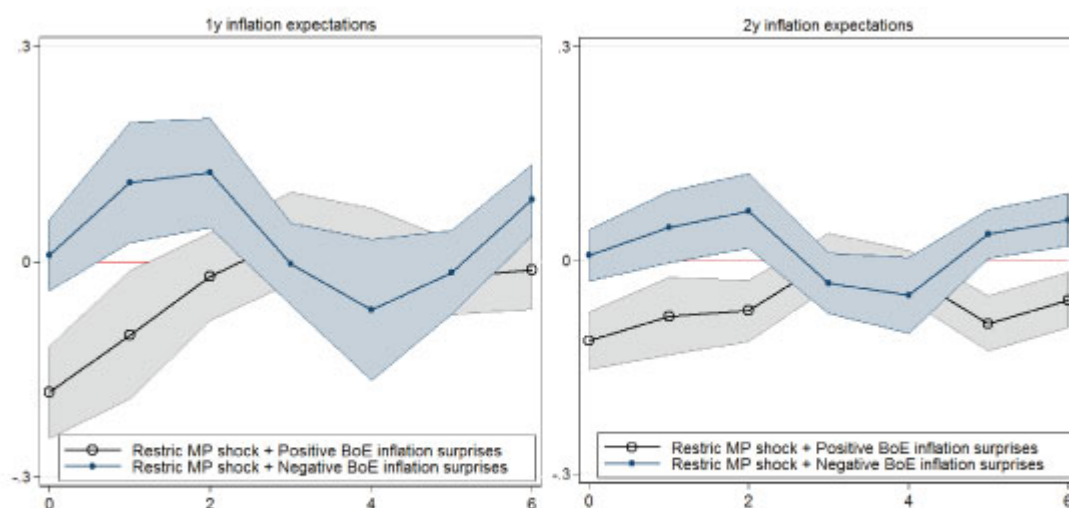 1y inflation expectations
.3
0
-.3
Restric MP shock + Positive BoE inflation surprises
Restric MP shock + Negative BoE inflation surprises
0 2 4 6
2y inflation expectations
.3
0
-.3
Restric MP shock + Positive BoE inflation surprises
Restric MP shock + Negative BoE inflation surprises
0 2 4 6